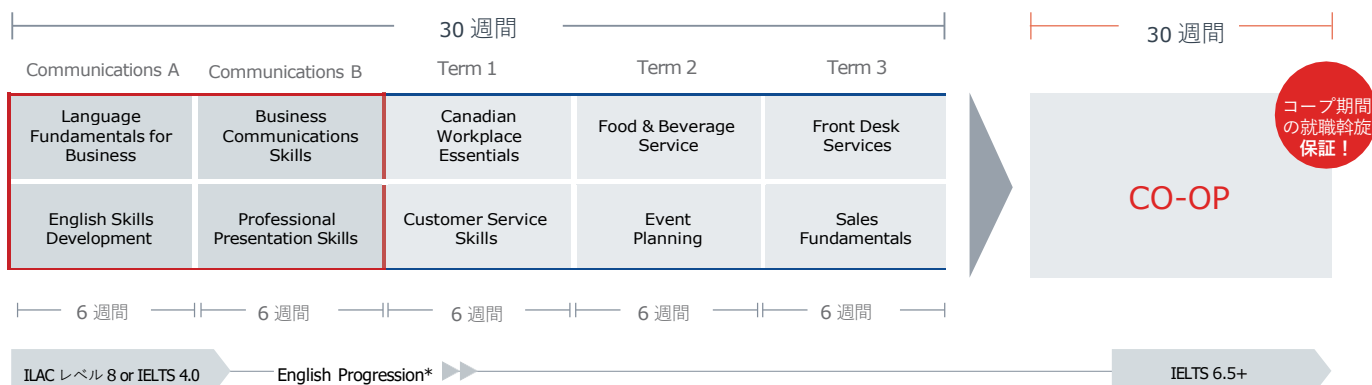 30 週間
30 週間
Communications A
Communications B
Term 1
Term 2
Term 3
コープ期間
の就職斡旋
保証！
Language
Fundamentals for
Business
Business
Communications
Skills
Canadian
Workplace
Essentials
Food & Beverage
Service
Front Desk
Services
CO-OP
English Skills
Development
Professional
Presentation Skills
Customer Service
Skills
Event
Planning
Sales
Fundamentals
6 週間
6 週間
6 週間
6 週間
6 週間
ILAC レベル 8 or IELTS 4.0
English Progression*
IELTS 6.5+